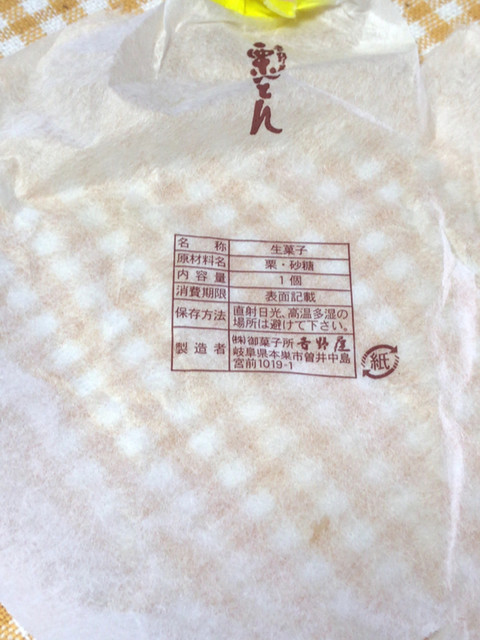 栗きんとん
名称 生菓子
原材料名 栗・砂糖
内容量 1個
消費期限 表面記載
保存方法 直射日光、高温多湿の
場所は避けて下さい。
製造者 ㈱御菓子所 吉野屋
岐阜県本巣市曽井中島
宮前1019-1
紙